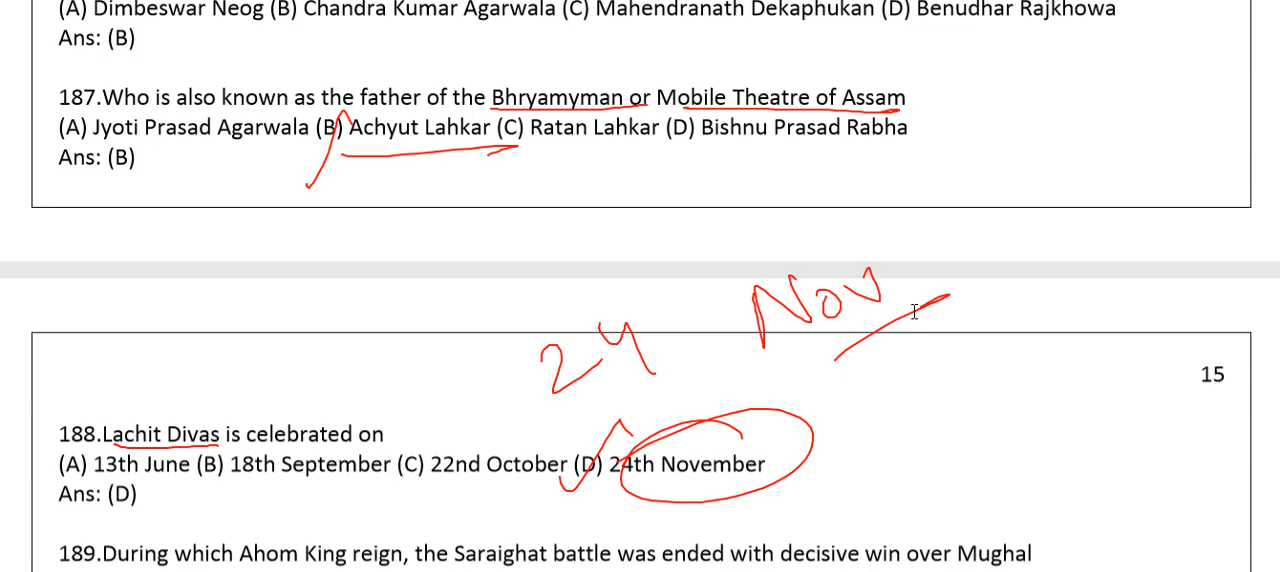 (A) Dimbeswar Neog (B) Chandra Kumar Agarwala (C) Mahendranath Dekaphukan (D) Benudhar Rajkhowa
Ans: (B)
187.Who is also known as the father of the Bhryamyman or Mobile Theatre of Assam
(A) Jyoti Prasad Agarwala (B) Achyut Lahkar (C) Ratan Lahkar (D) Bishnu Prasad Rabha
Ans: (B)
24 Nov
15
188.Lachit Divas is celebrated on
(A) 13th June (B) 18th September (C) 22nd October (D) 24th November
Ans: (D)
189.During which Ahom King reign, the Saraighat battle was ended with decisive win over Mughal